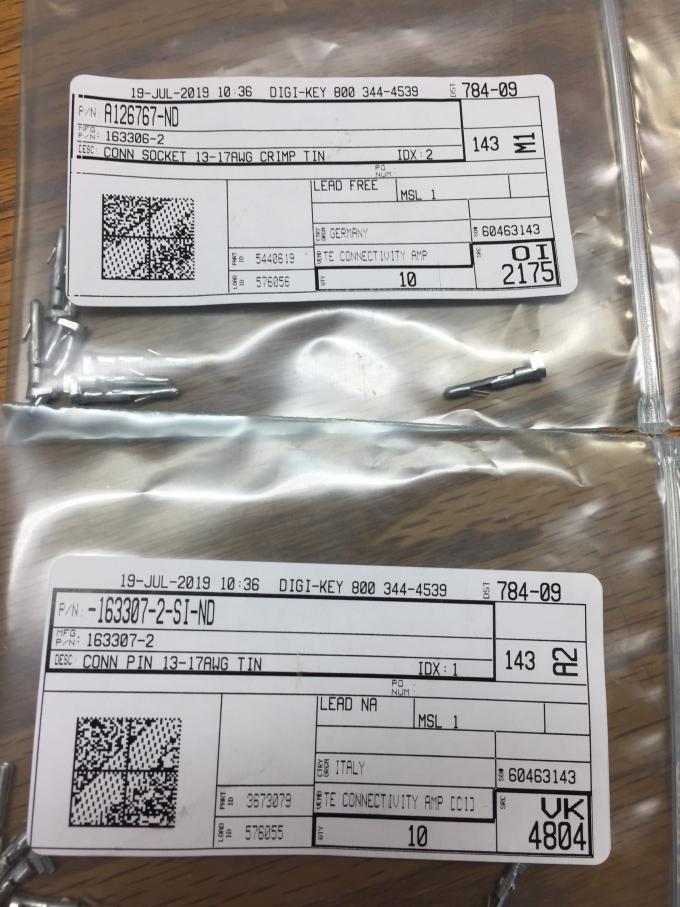 19-JUL-2019 10:36 DIGI-KEY 800 344-4539 DST 784-09
P/N: A126767-ND
MFG P/N: 163306-2
DESC: CONN SOCKET 13-17AWG CRIMP TIN IDX: 2
143 M1
PO NUM:
LEAD FREE MSL 1
CTRY ORGN GERMANY SO# 60463143
PART ID 5440619 VEND TE CONNECTIVITY AMP SRC OI
LOAD ID 576056 QTY 10 2175
19-JUL-2019 10:36 DIGI-KEY 800 344-4539 DST 784-09
P/N: -163307-2-SI-ND
MFG P/N: 163307-2
DESC: CONN PIN 13-17AWG TIN IDX: 1
143 A2
PO NUM:
LEAD NA MSL 1
CTRY ORGN ITALY SO# 60463143
PART ID 3673079 VEND TE CONNECTIVITY AMP [CI] SRC VK
LOAD ID 576055 QTY 10 4804